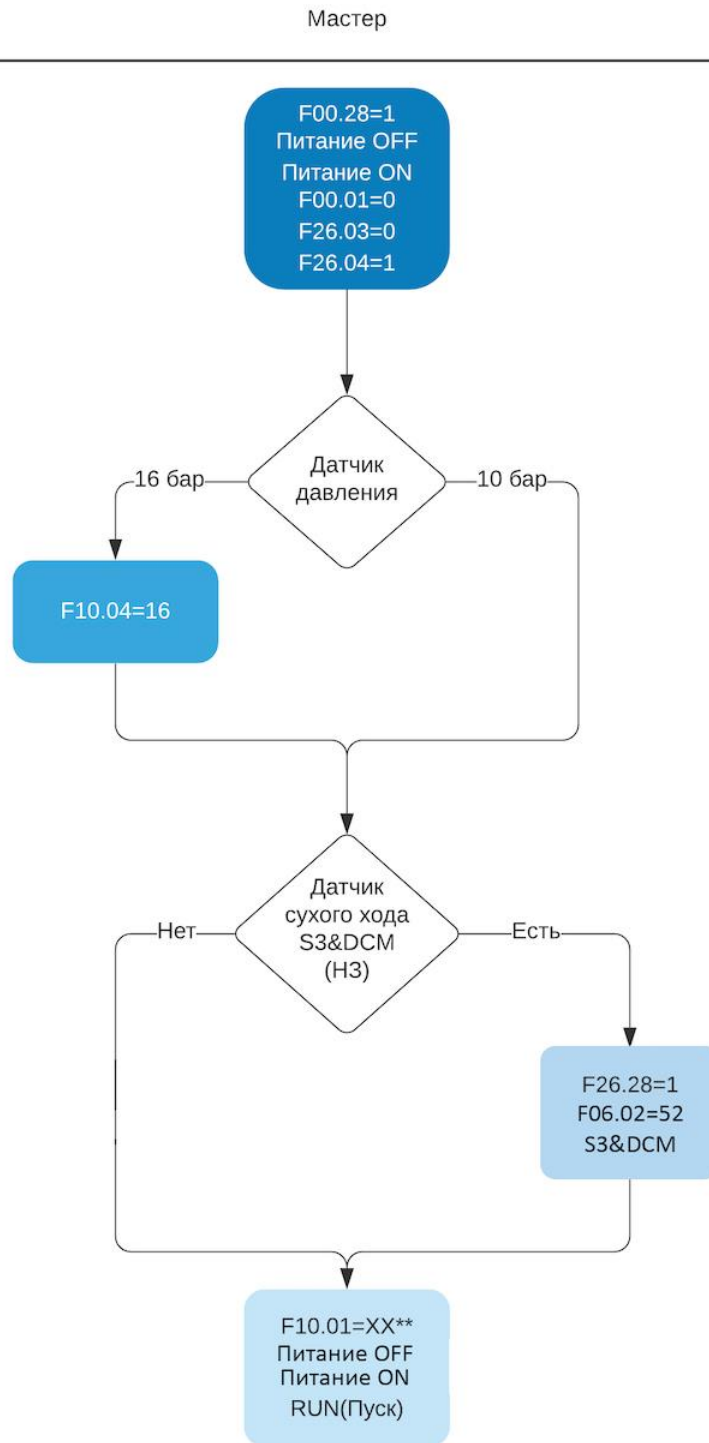 Мастер
F00.28=1
Питание OFF
Питание ON
F00.01=0
F26.03=0
F26.04=1
Датчик
давления
16 бар
10 бар
F10.04=16
Датчик
сухого хода
S3&DCM
(НЗ)
Нет
Есть
F26.28=1
F06.02=52
S3&DCM
F10.01=XX**
Питание OFF
Питание ON
RUN(Пуск)